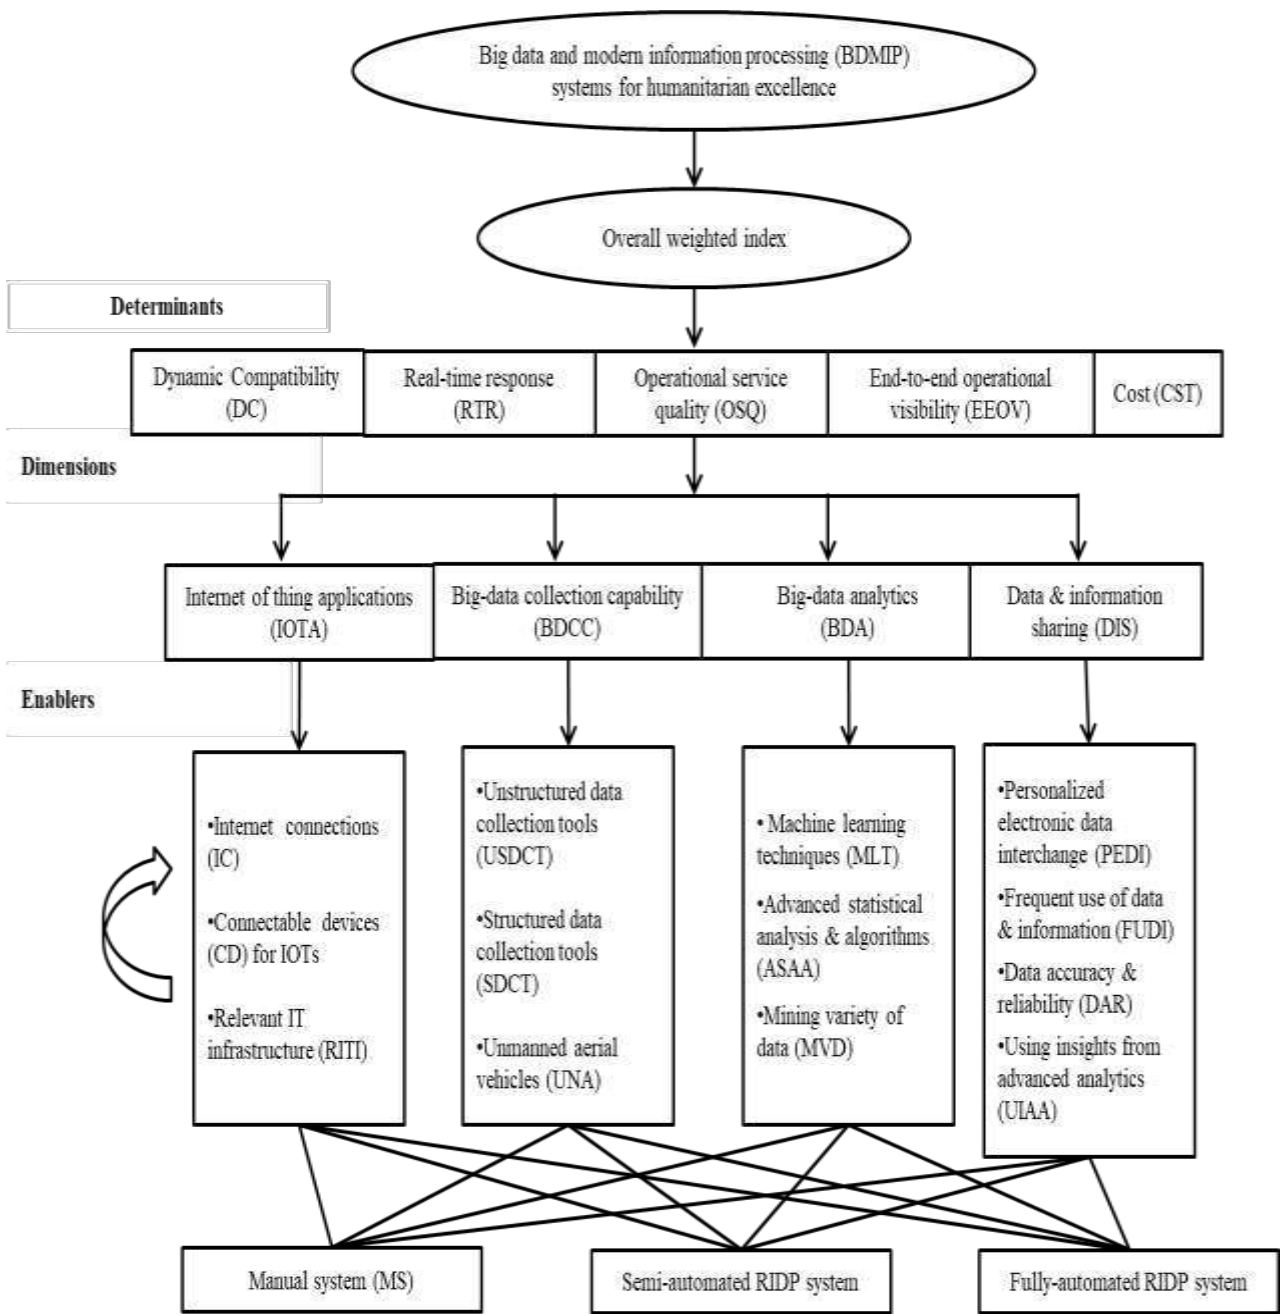 Big data and modern information processing (BDMIP)
systems for humanitarian excellence
Overall weighted index
Determinants
Dynamic Compatibility
(DC)
Real-time response
(RTR)
Operational service
quality (OSQ)
End-to-end operational
visibility (EEOV)
Cost (CST)
Dimensions
Internet of thing applications
(IOTA)
Big-data collection capability
(BDCC)
Big-data analytics
(BDA)
Data & information
sharing (DIS)
Enablers
•Internet connections
(IC)
•Connectable devices
(CD) for IOTs
•Relevant IT
infrastructure (RITI)
•Unstructured data
collection tools
(USDCT)
•Structured data
collection tools
(SDCT)
•Unmanned aerial
vehicles (UNA)
• Machine learning
techniques (MLT)
•Advanced statistical
analysis & algorithms
(ASAA)
•Mining variety of
data (MVD)
•Personalized
electronic data
interchange (PEDI)
•Frequent use of data
& information (FUDI)
•Data accuracy &
reliability (DAR)
•Using insights from
advanced analytics
(UIAA)
Manual system (MS)
Semi-automated RIDP system
Fully-automated RIDP system